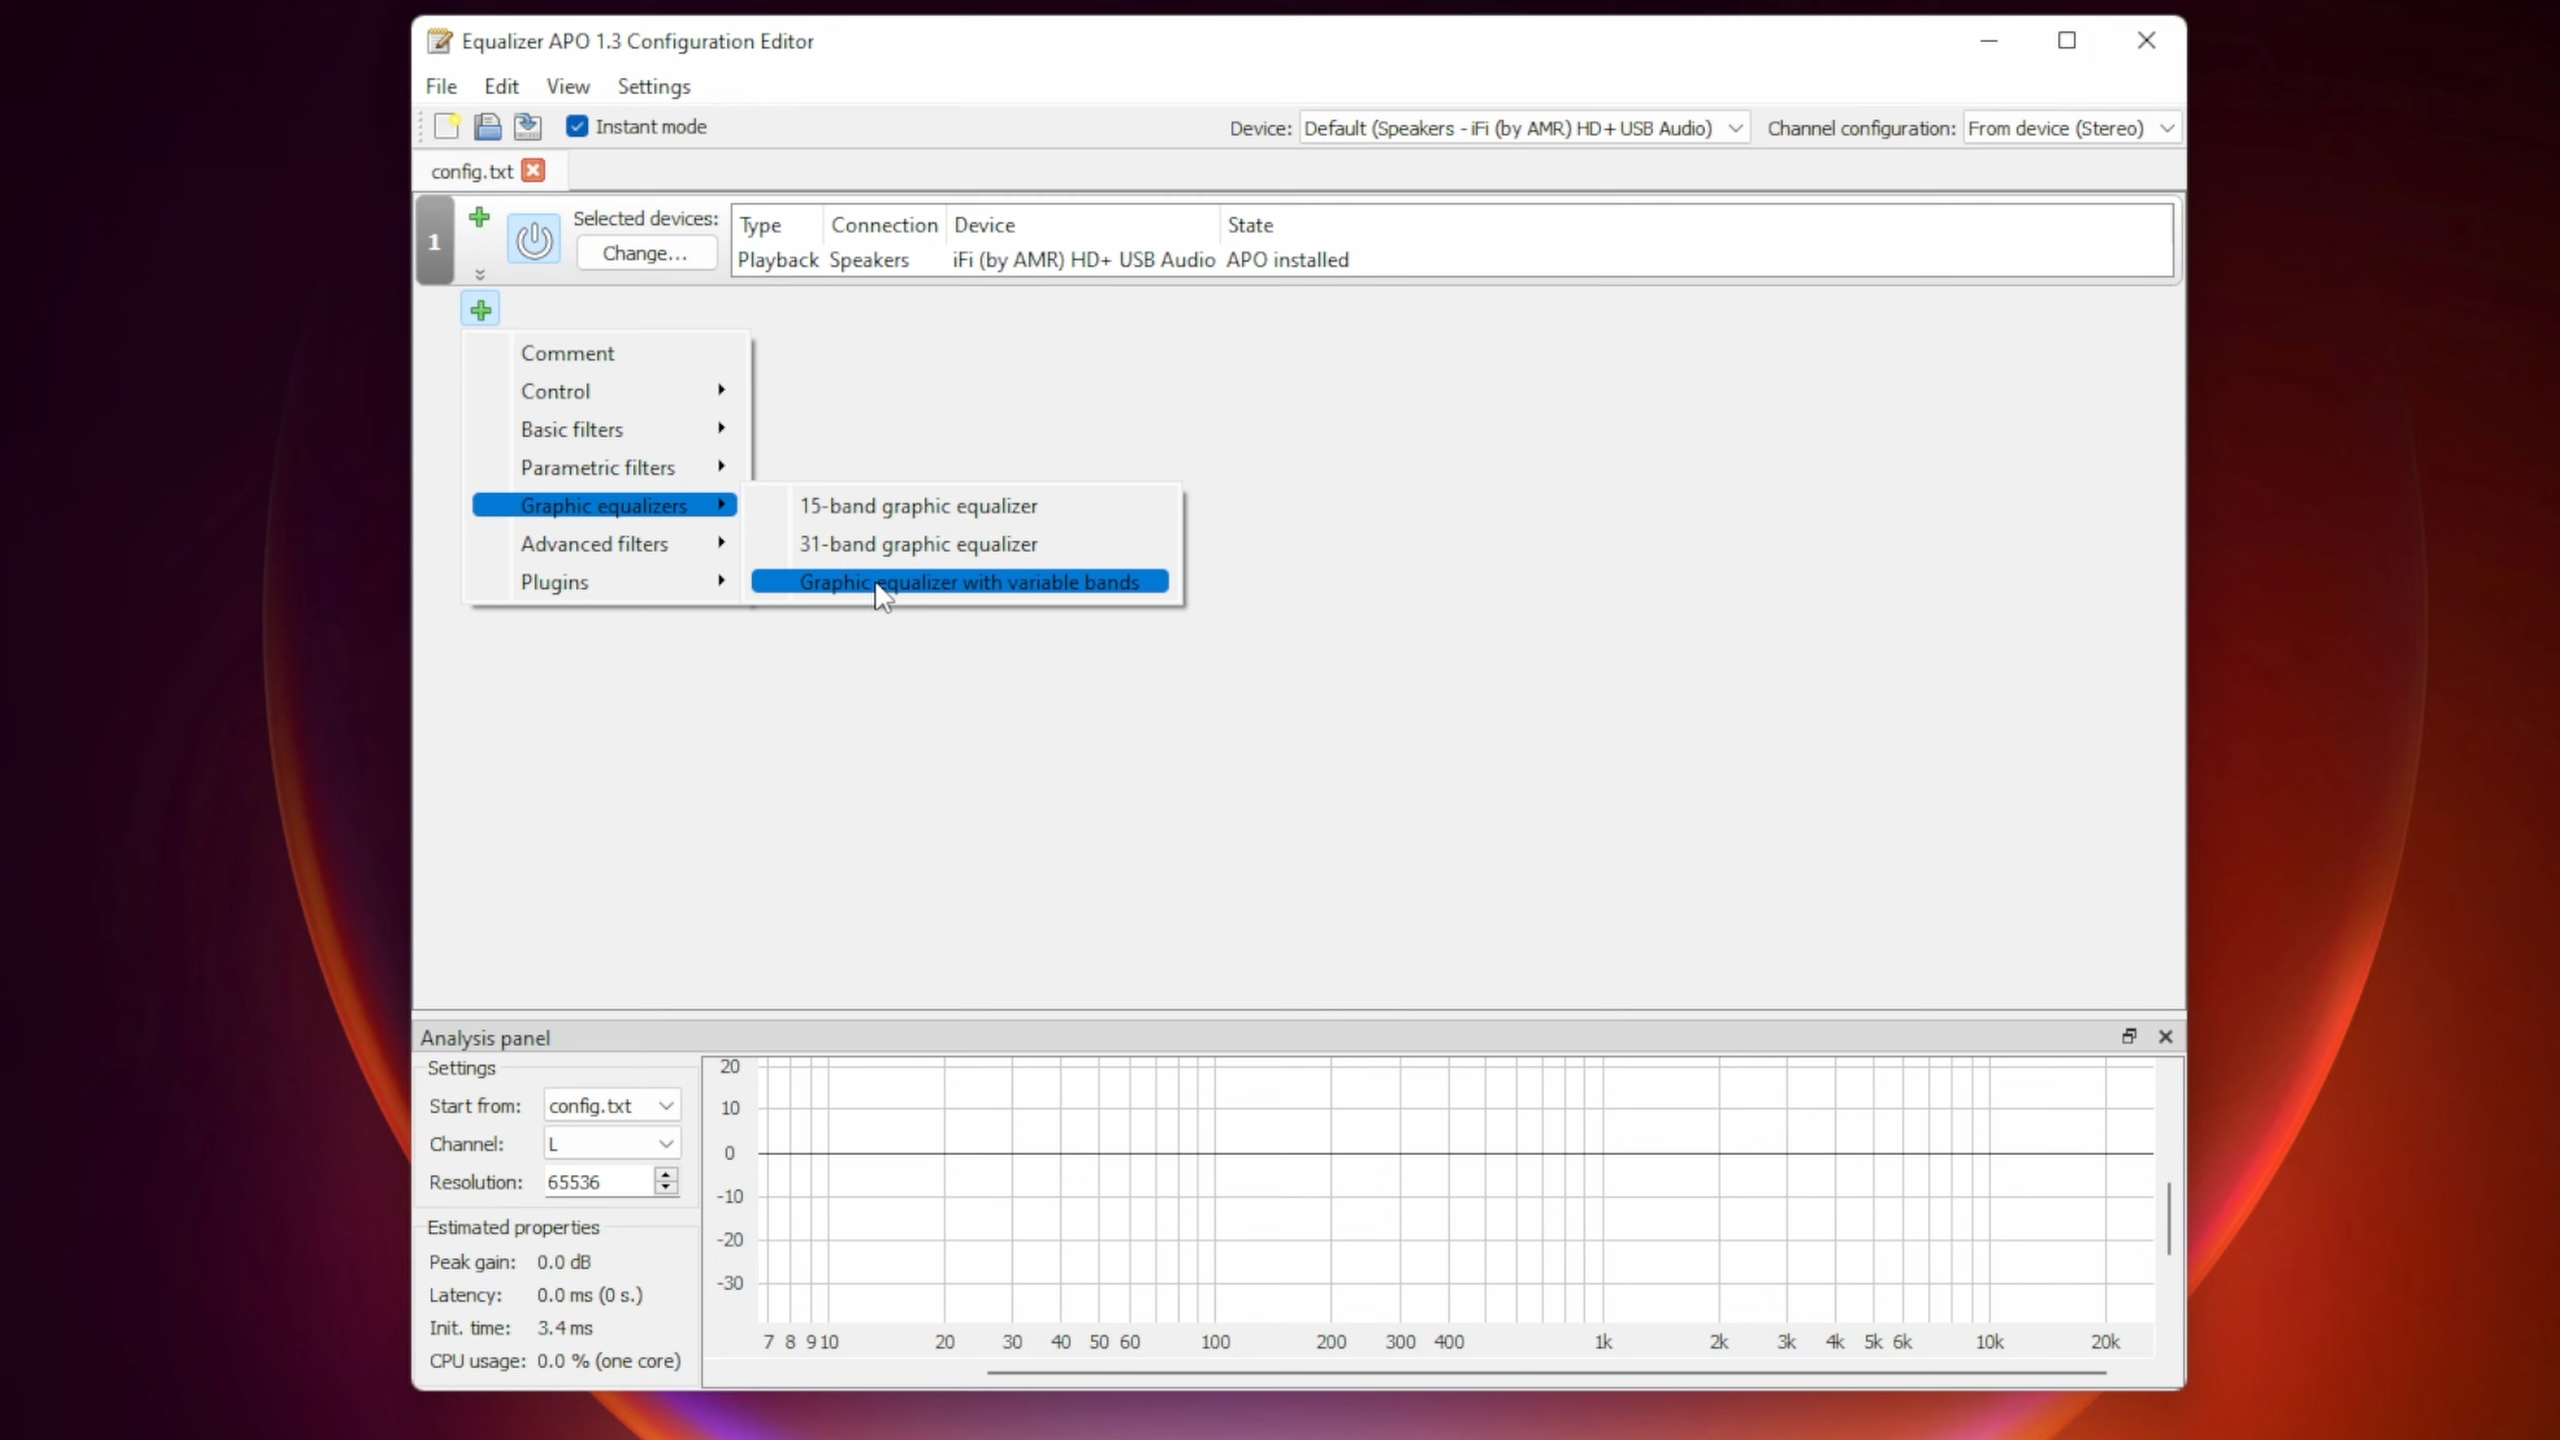 Equalizer APO 1.3 Configuration Editor
File Edit View Settings
Instant mode Device: Default (Speakers - iFi (by AMR) HD+ USB Audio) Channel configuration: From device (Stereo)
config.txt
1 Selected devices: Type Connection Device State
Change... Playback Speakers iFi (by AMR) HD+ USB Audio APO installed
Comment
Control
Basic filters
Parametric filters
Graphic equalizers 15-band graphic equalizer
Advanced filters 31-band graphic equalizer
Plugins Graphic equalizer with variable bands
Analysis panel
Settings
Start from: config.txt
Channel: L
Resolution: 65536
Estimated properties
Peak gain: 0.0 dB
Latency: 0.0 ms (0 s.)
Init. time: 3.4 ms
CPU usage: 0.0 % (one core)
20
10
0
-10
-20
-30
7 8 9 10 20 30 40 50 60 100 200 300 400 1k 2k 3k 4k 5k 6k 10k 20k